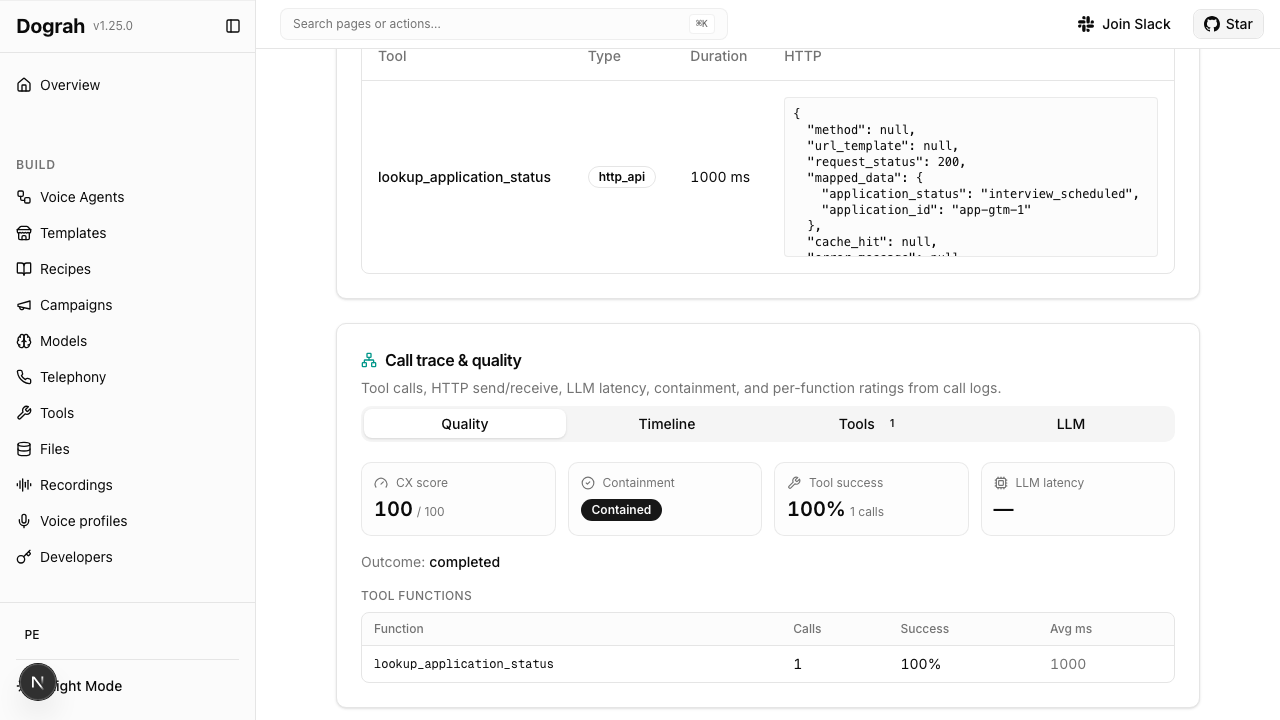 Dograh v1.25.0
Search pages or actions... ⌘K
Join Slack
Star
Overview
BUILD
Voice Agents
Templates
Recipes
Campaigns
Models
Telephony
Tools
Files
Recordings
Voice profiles
Developers
PE
N
ight Mode
Tool Type Duration HTTP
lookup_application_status http_api 1000 ms
{
"method": null,
"url_template": null,
"request_status": 200,
"mapped_data": {
"application_status": "interview_scheduled",
"application_id": "app-gtm-1"
},
"cache_hit": null,
"error_message": null
Call trace & quality
Tool calls, HTTP send/receive, LLM latency, containment, and per-function ratings from call logs.
Quality Timeline Tools 1 LLM
CX score
100 / 100
Containment
Contained
Tool success
100% 1 calls
LLM latency
—
Outcome: completed
TOOL FUNCTIONS
Function Calls Success Avg ms
lookup_application_status 1 100% 1000